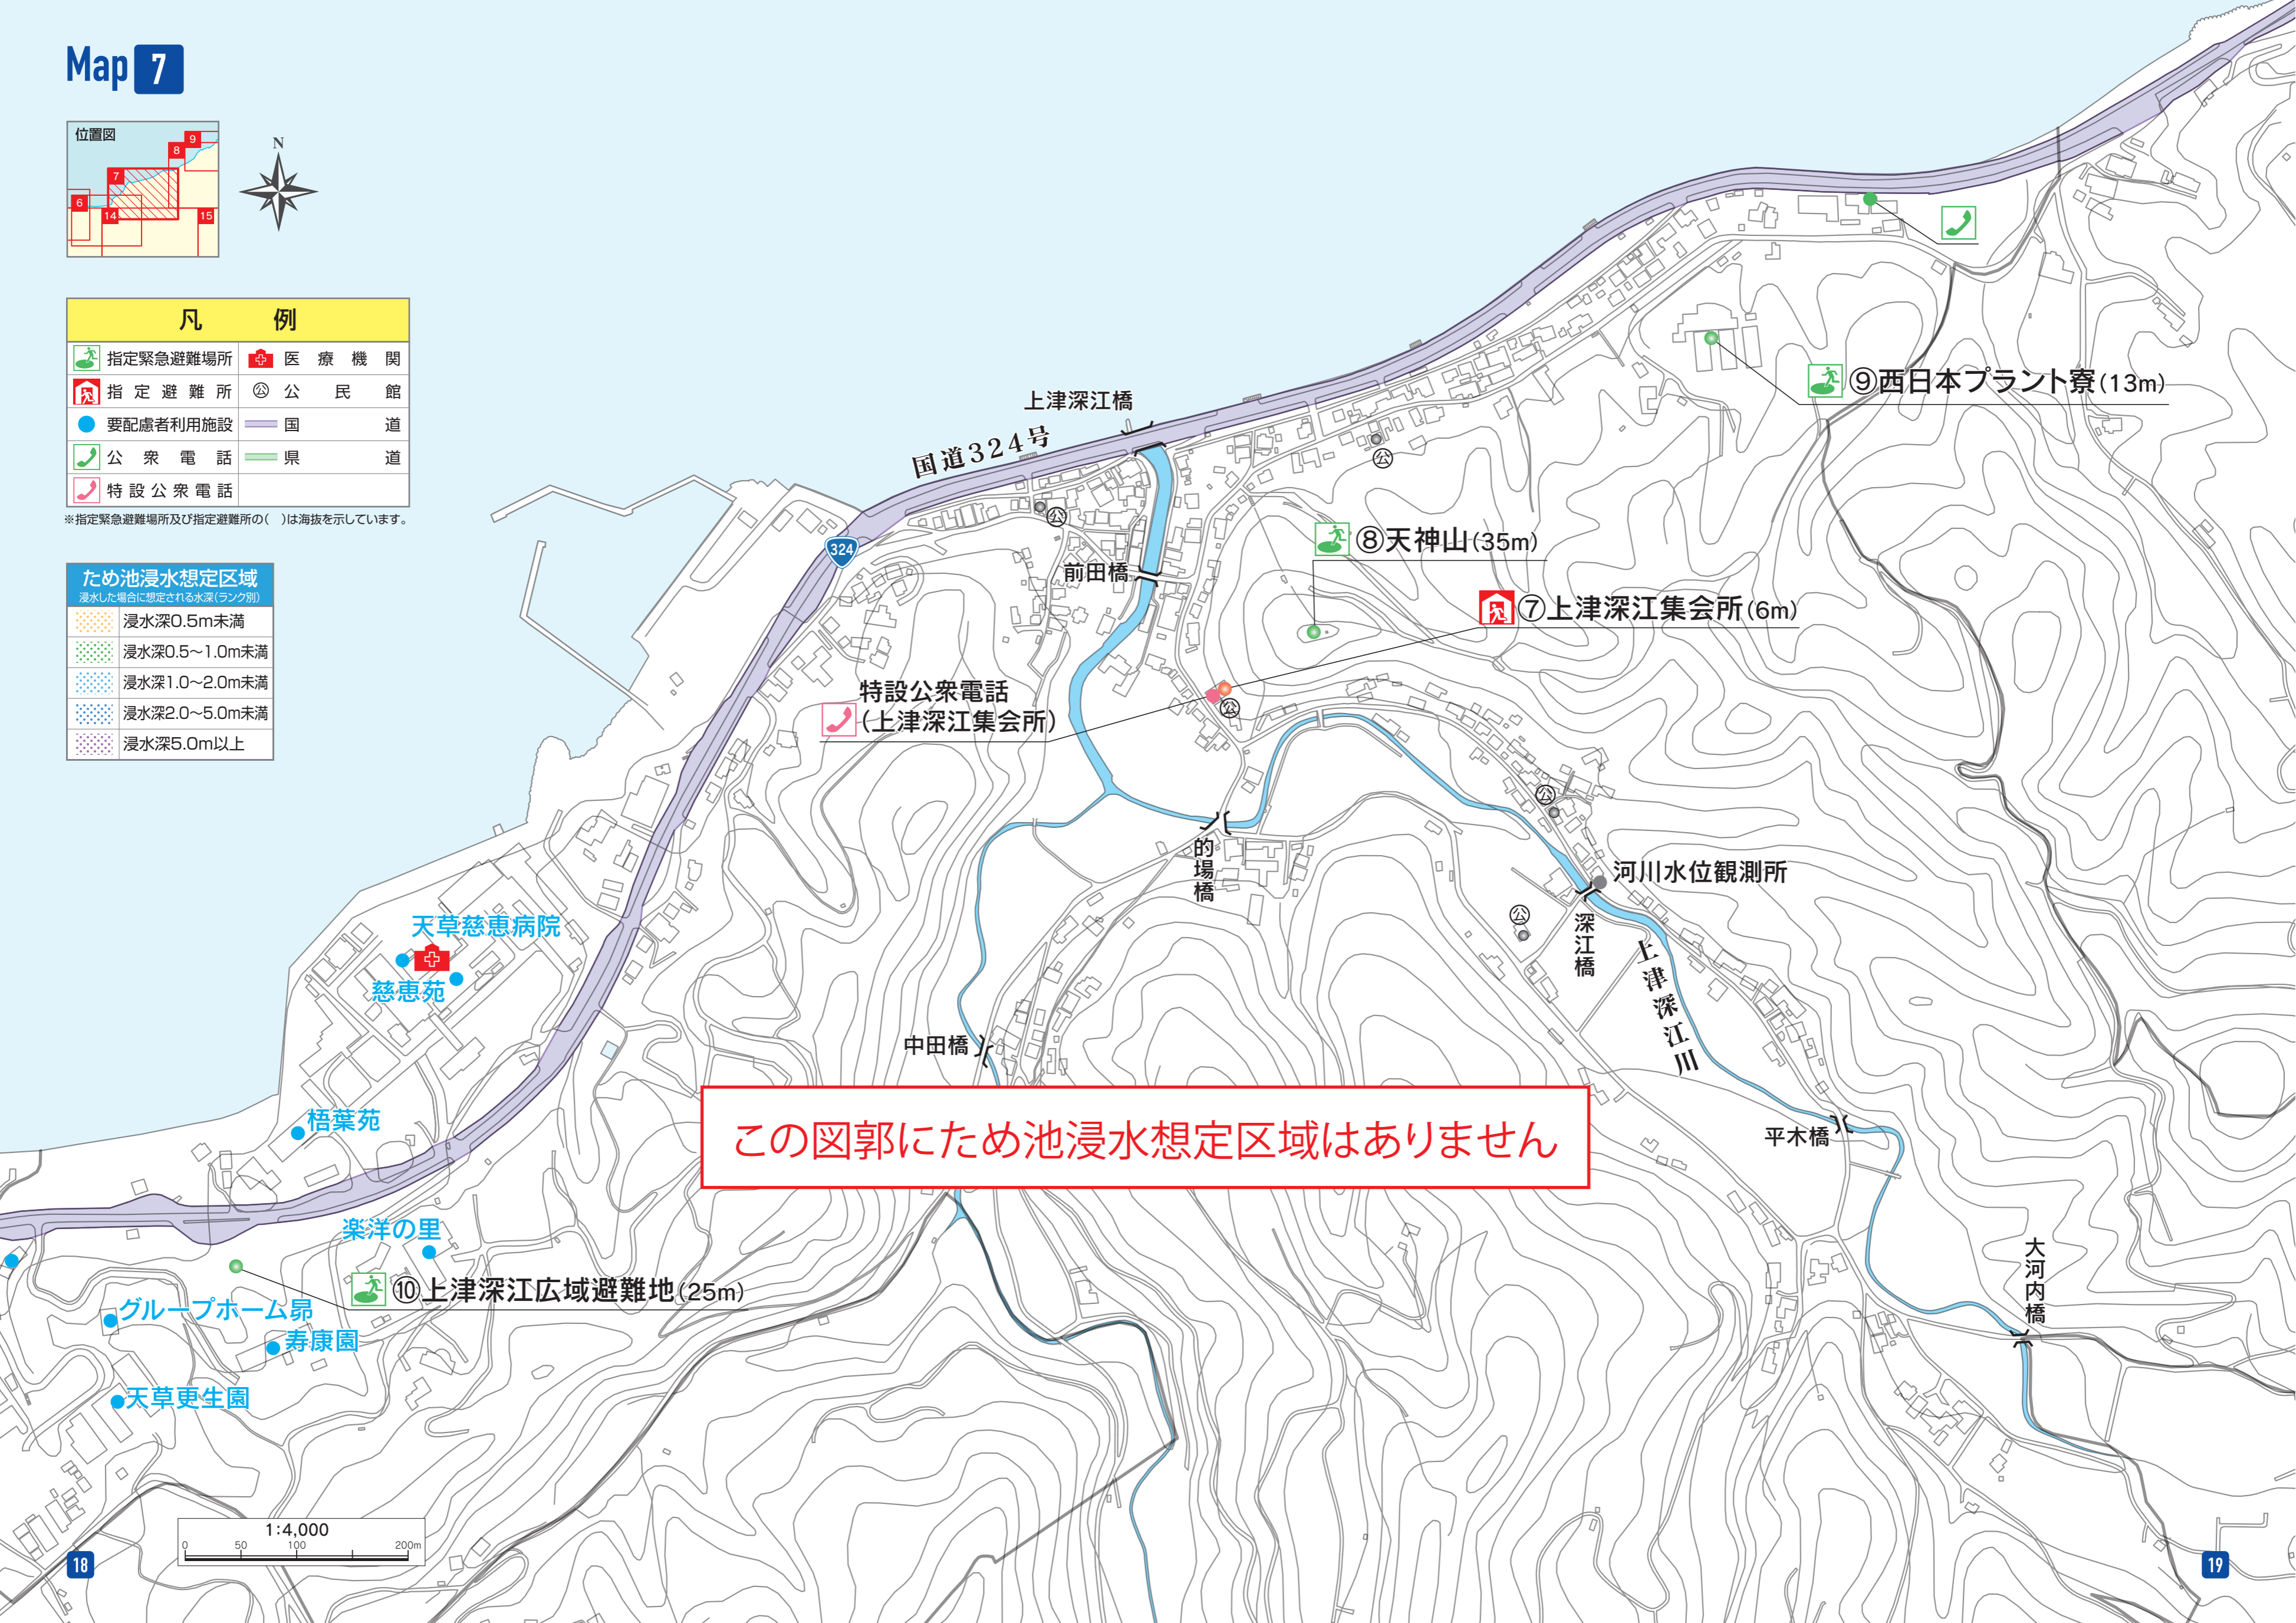 Map 7
位置図
9
8
7
6
14
15
N
凡 例
指定緊急避難場所
医療機関
指定避難所
公 公民館
要配慮者利用施設
国道
公衆電話
県道
特設公衆電話
※指定緊急避難場所及び指定避難所の( )は海抜を示しています。
ため池浸水想定区域
浸水した場合に想定される水深(ランク別)
浸水深0.5m未満
浸水深0.5～1.0m未満
浸水深1.0～2.0m未満
浸水深2.0～5.0m未満
浸水深5.0m以上
⑨西日本プラント寮(13m)
上津深江橋
国道324号
公
公
324
⑧天神山(35m)
前田橋
⑦上津深江集会所(6m)
特設公衆電話
(上津深江集会所)
公
公
的場橋
河川水位観測所
公
深江橋
上津深江川
天草慈恵病院
慈恵苑
中田橋
梧葉苑
この図郭にため池浸水想定区域はありません
平木橋
楽洋の里
大河内橋
⑩上津深江広域避難地(25m)
グループホーム昴
寿康園
天草更生園
1:4,000
0 50 100 200m
18
19